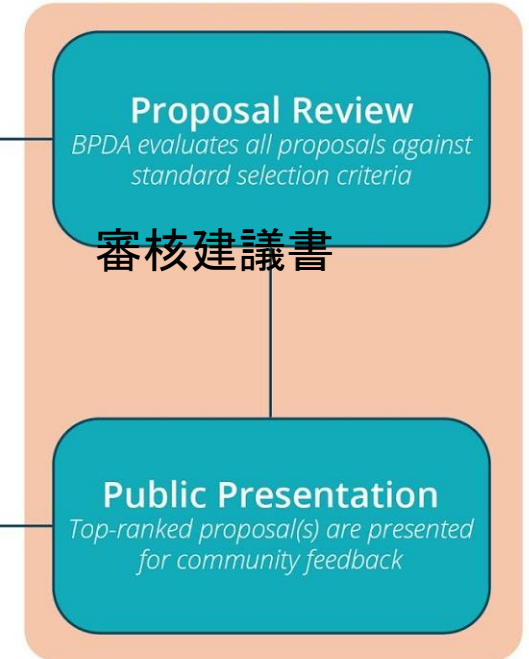 Proposal Review
BPDA evaluates all proposals against
standard selection criteria
審核建議書
Public Presentation
Top-ranked proposal(s) are presented
for community feedback